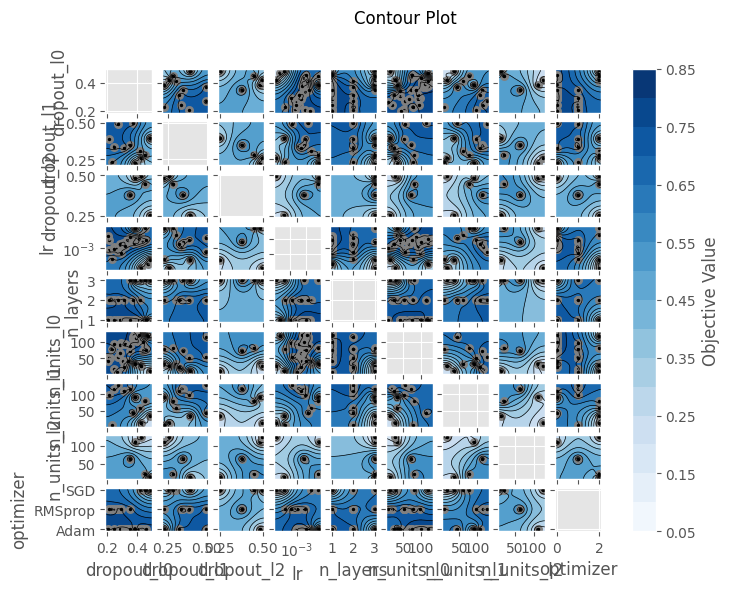 Contour Plot
dropout_l0
0.4
0.2
dropout_l1
0.50
0.25
dropout_l2
0.50
0.25
lr
10^-3
n_layers
3
2
1
n_units_l0
100
50
n_units_l1
100
50
n_units_l2
100
50
optimizer
SGD
RMSprop
Adam
0.2 0.4 0.25 0.50 0.25 0.50 10^-3 1 2 3 50 100 50 100 50 100 0 2
dropout_l0 dropout_l1 dropout_l2 lr n_layers n_units_l0 n_units_l1 n_units_l2 optimizer
0.85
0.75
0.65
0.55
0.45
0.35
0.25
0.15
0.05
Objective Value